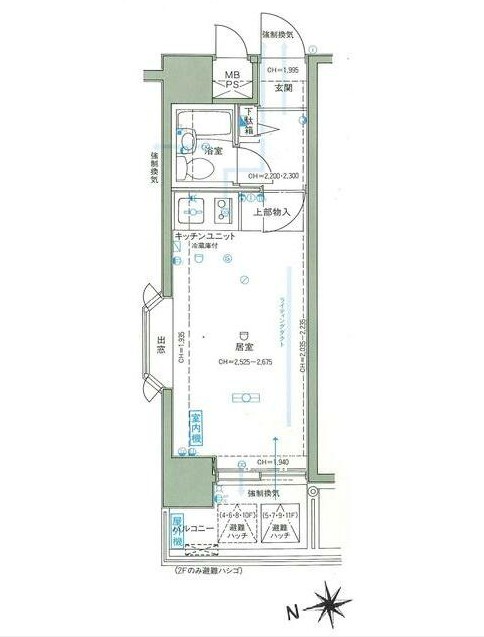 強制換気
CH=1,995
MB
PS
玄関
下駄箱
浴室
強制換気
CH=2,200・2,300
上部物入
キッチンユニット
冷蔵庫付
ライティングダクト
出窓
CH=1,935
居室
CH=2,525〜2,675
CH=2,035〜2,235
室内機
CH=1,940
強制換気
屋外機
バルコニー
(4・6・8・10F)
避難
ハッチ
(5・7・9・11F)
避難
ハッチ
(2Fのみ避難ハシゴ)
N